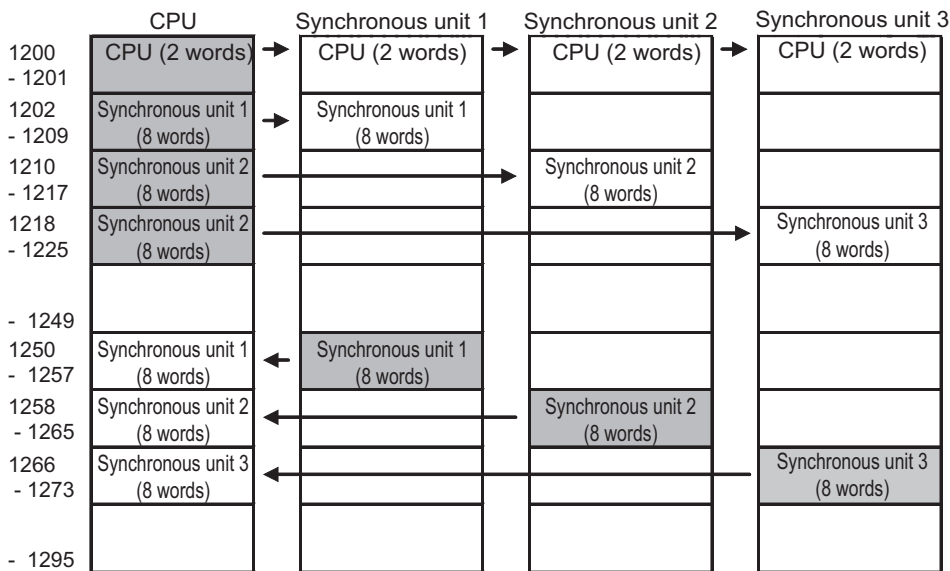 CPU Synchronous unit 1 Synchronous unit 2 Synchronous unit 3
1200 CPU (2 words) CPU (2 words) CPU (2 words) CPU (2 words)
- 1201
1202 Synchronous unit 1 Synchronous unit 1
- 1209 (8 words) (8 words)
1210 Synchronous unit 2 Synchronous unit 2
- 1217 (8 words) (8 words)
1218 Synchronous unit 2 Synchronous unit 3
- 1225 (8 words) (8 words)
- 1249
1250 Synchronous unit 1 Synchronous unit 1
- 1257 (8 words) (8 words)
1258 Synchronous unit 2 Synchronous unit 2
- 1265 (8 words) (8 words)
1266 Synchronous unit 3 Synchronous unit 3
- 1273 (8 words) (8 words)
- 1295